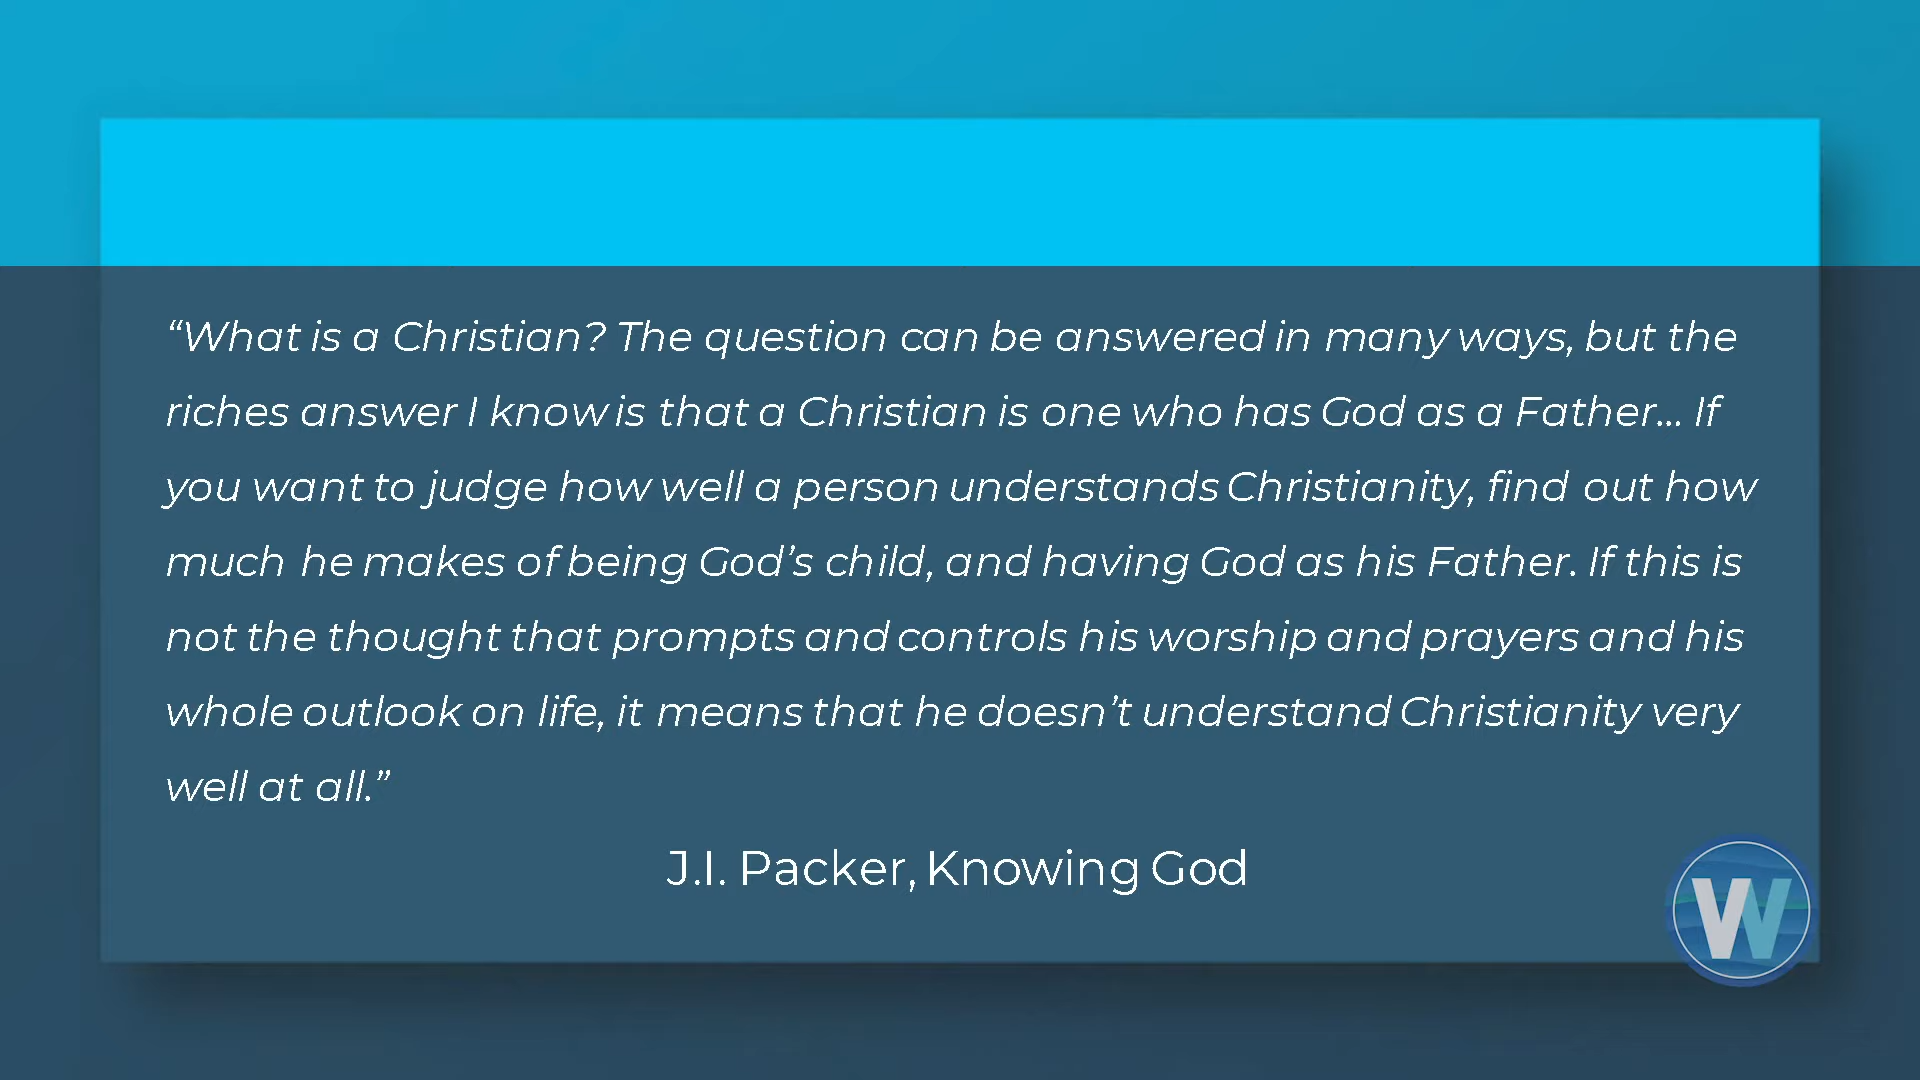 “What is a Christian? The question can be answered in many ways, but the
riches answer I know is that a Christian is one who has God as a Father... If
you want to judge how well a person understands Christianity, find out how
much he makes of being God’s child, and having God as his Father. If this is
not the thought that prompts and controls his worship and prayers and his
whole outlook on life, it means that he doesn’t understand Christianity very
well at all.”
J.I. Packer, Knowing God
W